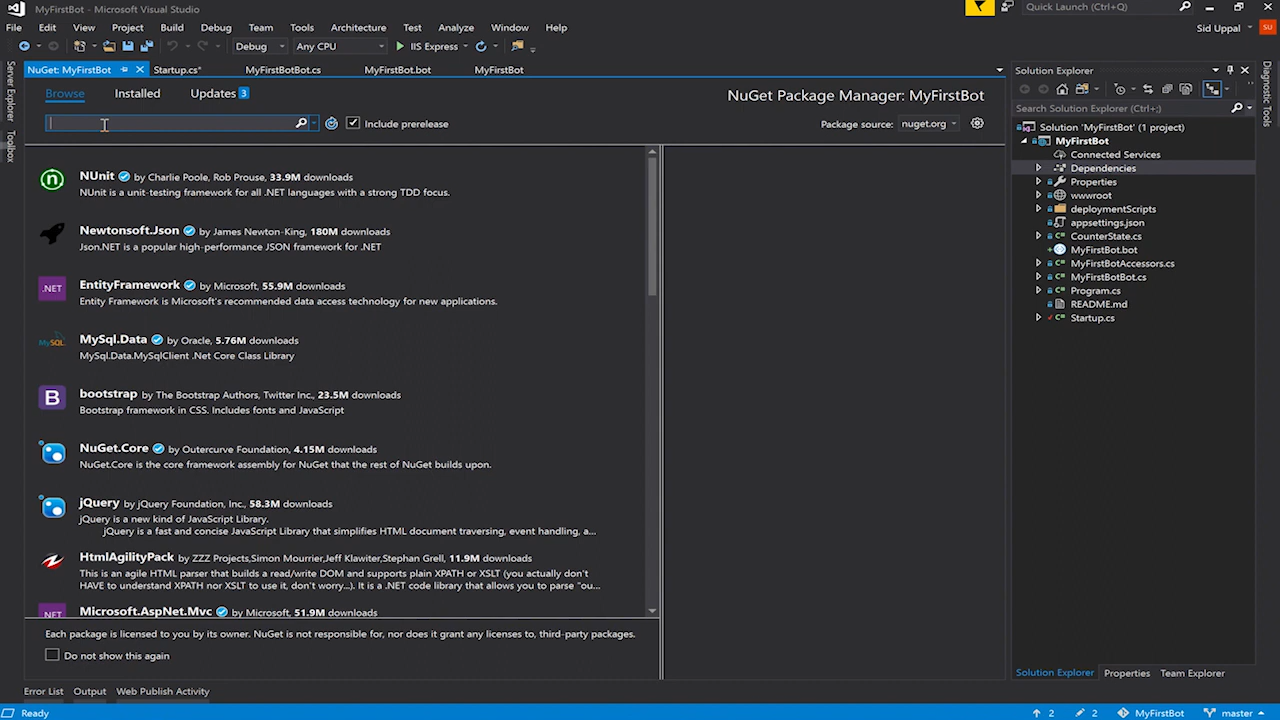 MyFirstBot - Microsoft Visual Studio
Quick Launch (Ctrl+Q)
File Edit View Project Build Debug Team Tools Architecture Test Analyze Window Help
Sid Uppal SU
Debug Any CPU IIS Express
NuGet: MyFirstBot Startup.cs* MyFirstBotBot.cs MyFirstBot.bot MyFirstBot
Server Explorer
Toolbox
Browse Installed Updates 3
NuGet Package Manager: MyFirstBot
Include prerelease
Package source: nuget.org
n
NUnit by Charlie Poole, Rob Prouse, 33.9M downloads
NUnit is a unit-testing framework for all .NET languages with a strong TDD focus.
Newtonsoft.Json by James Newton-King, 180M downloads
Json.NET is a popular high-performance JSON framework for .NET
.NET
EntityFramework by Microsoft, 55.9M downloads
Entity Framework is Microsoft's recommended data access technology for new applications.
MySQL
MySql.Data by Oracle, 5.76M downloads
MySql.Data.MySqlClient .Net Core Class Library
B
bootstrap by The Bootstrap Authors, Twitter Inc., 23.5M downloads
Bootstrap framework in CSS. Includes fonts and JavaScript
NuGet.Core by Outercurve Foundation, 4.15M downloads
NuGet.Core is the core framework assembly for NuGet that the rest of NuGet builds upon.
jQuery by jQuery Foundation, Inc., 58.3M downloads
jQuery is a new kind of JavaScript Library.
jQuery is a fast and concise JavaScript Library that simplifies HTML document traversing, event handling, a...
HtmlAgilityPack by ZZZ Projects,Simon Mourrier,Jeff Klawiter,Stephan Grell, 11.9M downloads
This is an agile HTML parser that builds a read/write DOM and supports plain XPATH or XSLT (you actually don't
HAVE to understand XPATH nor XSLT to use it, don't worry...). It is a .NET code library that allows you to parse "ou...
.NET
Microsoft.AspNet.Mvc by Microsoft, 51.9M downloads
Each package is licensed to you by its owner. NuGet is not responsible for, nor does it grant any licenses to, third-party packages.
Do not show this again
Solution Explorer
Search Solution Explorer (Ctrl+;)
Solution 'MyFirstBot' (1 project)
MyFirstBot
Connected Services
Dependencies
Properties
wwwroot
deploymentScripts
appsettings.json
C# CounterState.cs
MyFirstBot.bot
C# MyFirstBotAccessors.cs
C# MyFirstBotBot.cs
C# Program.cs
README.md
C# Startup.cs
Solution Explorer Properties Team Explorer
Diagnostic Tools
Error List Output Web Publish Activity
Ready
2 2 MyFirstBot master